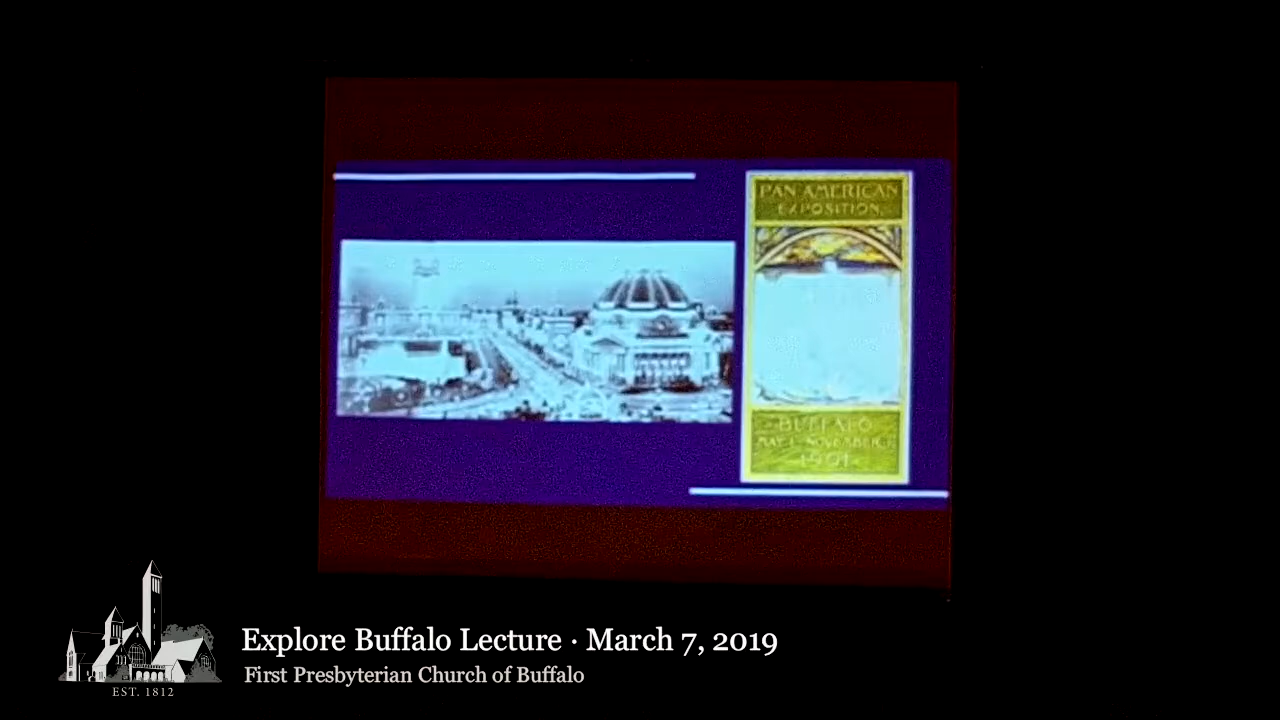 PAN AMERICAN
EXPOSITION.
BUFFALO
MAY 1 NOVEMBER 1
1901
Explore Buffalo Lecture · March 7, 2019
First Presbyterian Church of Buffalo
EST. 1812